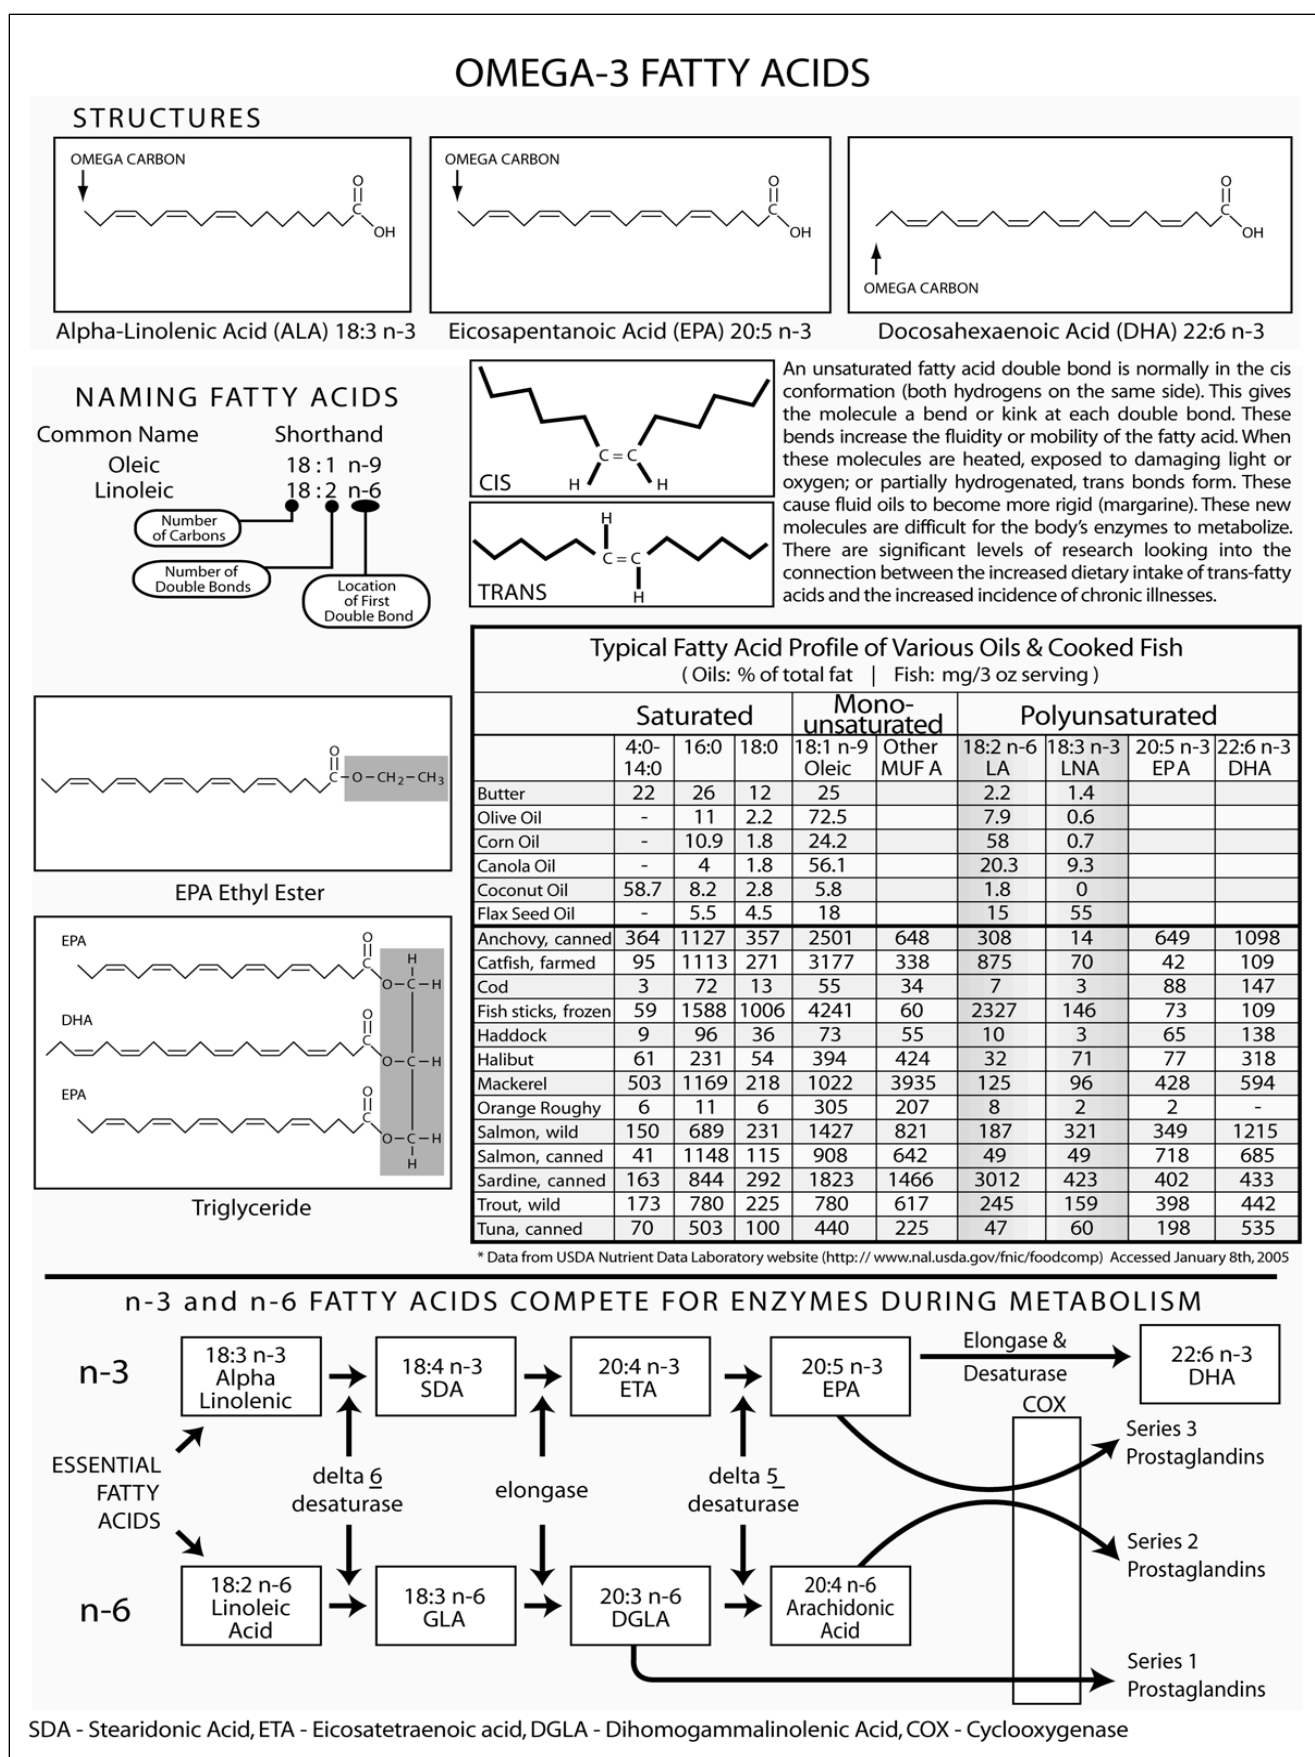 OMEGA-3 FATTY ACIDS
STRUCTURES
OMEGA CARBON
O
C
OH
Alpha-Linolenic Acid (ALA) 18:3 n-3
OMEGA CARBON
O
C
OH
Eicosapentanoic Acid (EPA) 20:5 n-3
O
C
OH
OMEGA CARBON
Docosahexaenoic Acid (DHA) 22:6 n-3
NAMING FATTY ACIDS
Common Name Shorthand
Oleic 18:1 n-9
Linoleic 18:2 n-6
Number
of Carbons
Number of
Double Bonds
Location
of First
Double Bond
C=C
CIS H H
H
C=C
TRANS H
An unsaturated fatty acid double bond is normally in the cis
conformation (both hydrogens on the same side). This gives
the molecule a bend or kink at each double bond. These
bends increase the fluidity or mobility of the fatty acid. When
these molecules are heated, exposed to damaging light or
oxygen; or partially hydrogenated, trans bonds form. These
cause fluid oils to become more rigid (margarine). These new
molecules are difficult for the body's enzymes to metabolize.
There are significant levels of research looking into the
connection between the increased dietary intake of trans-fatty
acids and the increased incidence of chronic illnesses.
O
C-O-CH2-CH3
EPA Ethyl Ester
EPA O H
C O-C-H
DHA O
C O-C-H
EPA O
C O-C-H
H
Triglyceride
Typical Fatty Acid Profile of Various Oils & Cooked Fish
( Oils: % of total fat | Fish: mg/3 oz serving )
Saturated Mono-unsaturated Polyunsaturated
4:0- 16:0 18:0 18:1 n-9 Other 18:2 n-6 18:3 n-3 20:5 n-3 22:6 n-3
14:0 Oleic MUFA LA LNA EPA DHA
Butter 22 26 12 25 2.2 1.4
Olive Oil - 11 2.2 72.5 7.9 0.6
Corn Oil - 10.9 1.8 24.2 58 0.7
Canola Oil - 4 1.8 56.1 20.3 9.3
Coconut Oil 58.7 8.2 2.8 5.8 1.8 0
Flax Seed Oil - 5.5 4.5 18 15 55
Anchovy, canned 364 1127 357 2501 648 308 14 649 1098
Catfish, farmed 95 1113 271 3177 338 875 70 42 109
Cod 3 72 13 55 34 7 3 88 147
Fish sticks, frozen 59 1588 1006 4241 60 2327 146 73 109
Haddock 9 96 36 73 55 10 3 65 138
Halibut 61 231 54 394 424 32 71 77 318
Mackerel 503 1169 218 1022 3935 125 96 428 594
Orange Roughy 6 11 6 305 207 8 2 2 -
Salmon, wild 150 689 231 1427 821 187 321 349 1215
Salmon, canned 41 1148 115 908 642 49 49 718 685
Sardine, canned 163 844 292 1823 1466 3012 423 402 433
Trout, wild 173 780 225 780 617 245 159 398 442
Tuna, canned 70 503 100 440 225 47 60 198 535
* Data from USDA Nutrient Data Laboratory website (http:// www.nal.usda.gov/fnic/foodcomp) Accessed January 8th, 2005
n-3 and n-6 FATTY ACIDS COMPETE FOR ENZYMES DURING METABOLISM
n-3
18:3 n-3
Alpha
Linolenic
18:4 n-3
SDA
20:4 n-3
ETA
20:5 n-3
EPA
Elongase &
Desaturase
22:6 n-3
DHA
COX
ESSENTIAL
FATTY
ACIDS
delta 6
desaturase
elongase
delta 5
desaturase
Series 3
Prostaglandins
Series 2
Prostaglandins
n-6
18:2 n-6
Linoleic
Acid
18:3 n-6
GLA
20:3 n-6
DGLA
20:4 n-6
Arachidonic
Acid
Series 1
Prostaglandins
SDA - Stearidonic Acid, ETA - Eicosatetraenoic acid, DGLA - Dihomogammalinolenic Acid, COX - Cyclooxygenase